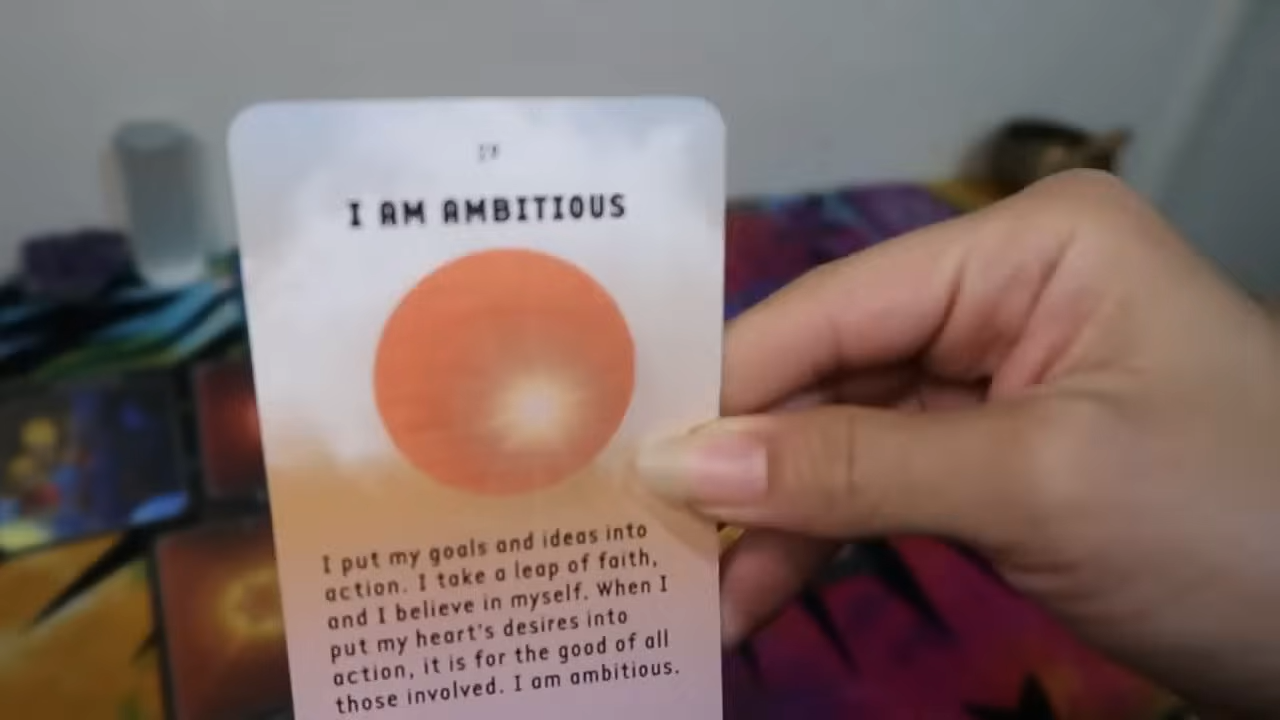 I AM AMBITIOUS
I put my goals and ideas into
action. I take a leap of faith,
and I believe in myself. When I
put my heart's desires into
action, it is for the good of all
those involved. I am ambitious.